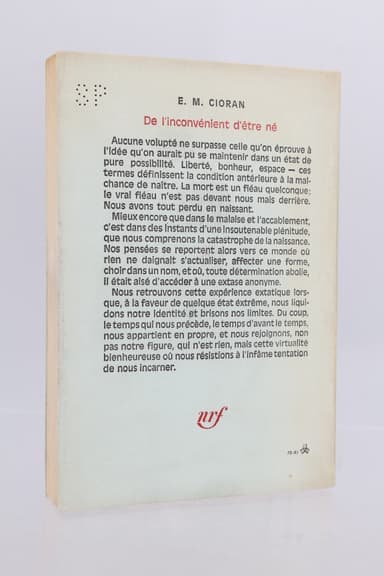 SP
E. M. CIORAN
De l'inconvénient d'être né
Aucune volupté ne surpasse celle qu'on éprouve à
l'idée qu'on aurait pu se maintenir dans un état de
pure possibilité. Liberté, bonheur, espace — ces
termes définissent la condition antérieure à la mal-
chance de naître. La mort est un fléau quelconque;
le vrai fléau n'est pas devant nous mais derrière.
Nous avons tout perdu en naissant.
Mieux encore que dans le malaise et l'accablement,
c'est dans des instants d'une insoutenable plénitude,
que nous comprenons la catastrophe de la naissance.
Nos pensées se reportent alors vers ce monde où
rien ne daignait s'actualiser, affecter une forme,
choir dans un nom, et où, toute détermination abolie,
il était aisé d'accéder à une extase anonyme.
Nous retrouvons cette expérience extatique lors-
que, à la faveur de quelque état extrême, nous liqui-
dons notre identité et brisons nos limites. Du coup,
le temps qui nous précède, le temps d'avant le temps,
nous appartient en propre, et nous rejoignons, non
pas notre figure, qui n'est rien, mais cette virtualité
bienheureuse où nous résistions à l'infâme tentation
de nous incarner.
nrf